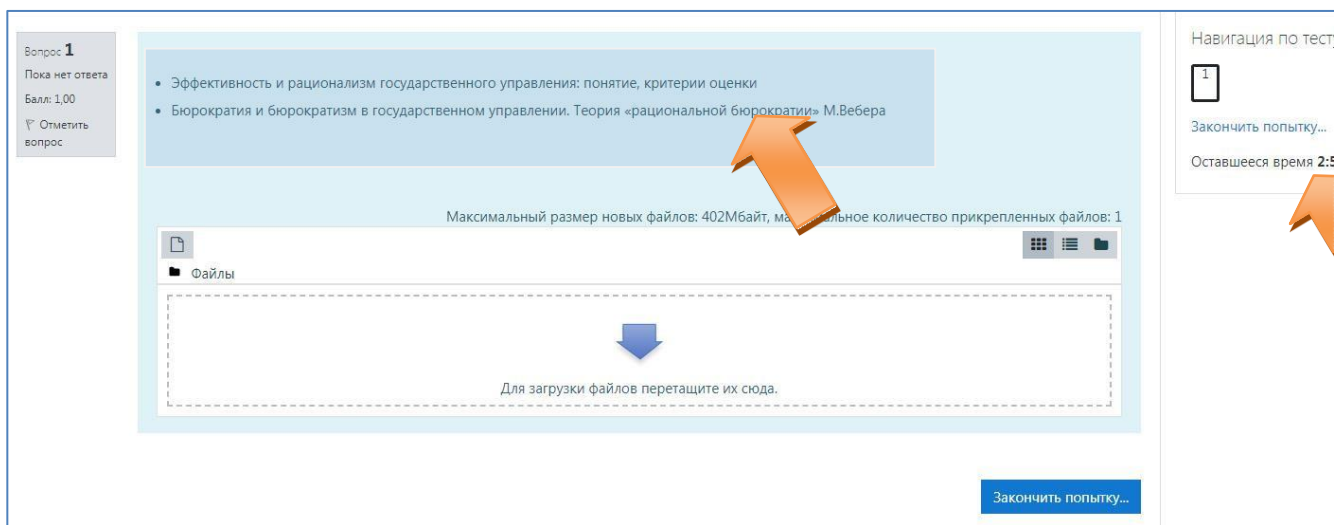 Вопрос 1
Пока нет ответа
Балл: 1,00
Отметить
вопрос
• Эффективность и рационализм государственного управления: понятие, критерии оценки
• Бюрократия и бюрократизм в государственном управлении. Теория «рациональной бюрократии» М.Вебера
Максимальный размер новых файлов: 402Мбайт, количество прикрепленных файлов: 1
Файлы
Для загрузки файлов перетащите их сюда.
Закончить попытку...
Навигация по тесту
1
Закончить попытку...
Оставшееся время 2:5